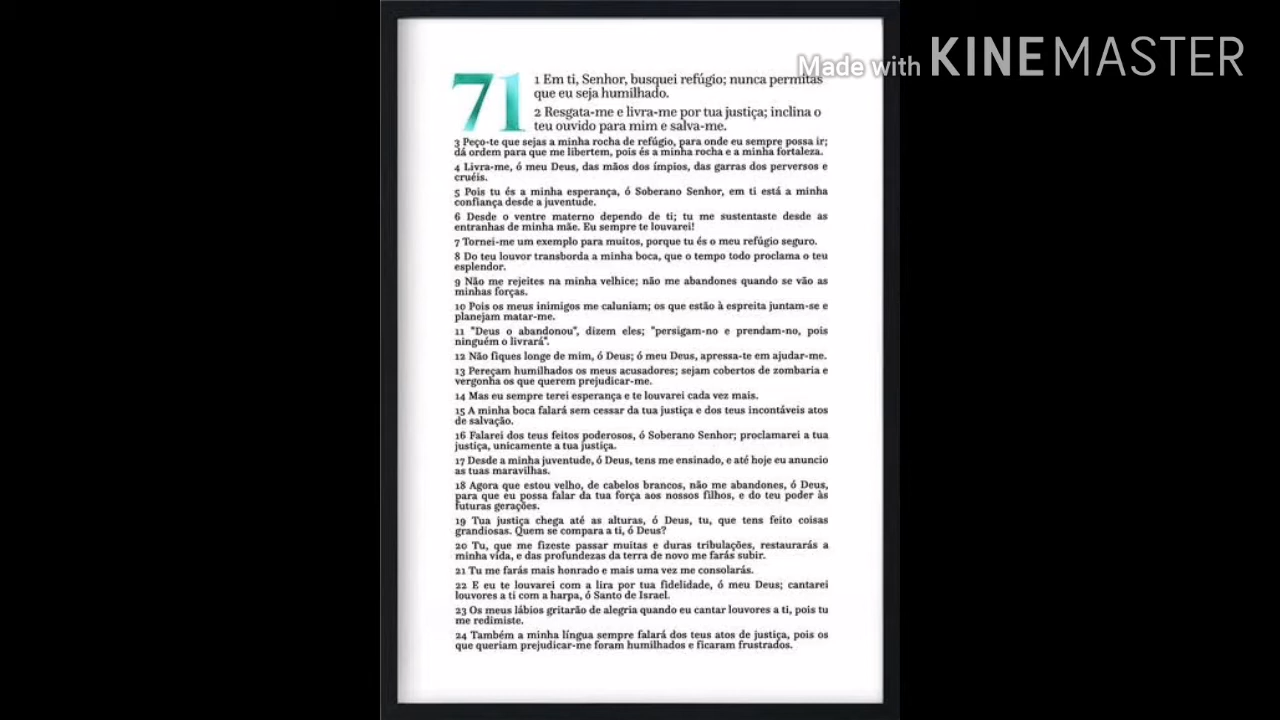 Made with KINEMASTER
71
1 Em ti, Senhor, busquei refúgio; nunca permitas
que eu seja humilhado.
2 Resgata-me e livra-me por tua justiça; inclina o
teu ouvido para mim e salva-me.
3 Peço-te que sejas a minha rocha de refúgio, para onde eu sempre possa ir;
dá ordem para que me libertem, pois és a minha rocha e a minha fortaleza.
4 Livra-me, ó meu Deus, das mãos dos ímpios, das garras dos perversos e
cruéis.
5 Pois tu és a minha esperança, ó Soberano Senhor, em ti está a minha
confiança desde a juventude.
6 Desde o ventre materno dependo de ti; tu me sustentaste desde as
entranhas de minha mãe. Eu sempre te louvarei!
7 Tornei-me um exemplo para muitos, porque tu és o meu refúgio seguro.
8 Do teu louvor transborda a minha boca, que o tempo todo proclama o teu
esplendor.
9 Não me rejeites na minha velhice; não me abandones quando se vão as
minhas forças.
10 Pois os meus inimigos me caluniam; os que estão à espreita juntam-se e
planejam matar-me.
11 "Deus o abandonou", dizem eles; "persigam-no e prendam-no, pois
ninguém o livrará".
12 Não fiques longe de mim, ó Deus; ó meu Deus, apressa-te em ajudar-me.
13 Pereçam humilhados os meus acusadores; sejam cobertos de zombaria e
vergonha os que querem prejudicar-me.
14 Mas eu sempre terei esperança e te louvarei cada vez mais.
15 A minha boca falará sem cessar da tua justiça e dos teus incontáveis atos
de salvação.
16 Falarei dos teus feitos poderosos, ó Soberano Senhor; proclamarei a tua
justiça, unicamente a tua justiça.
17 Desde a minha juventude, ó Deus, tens me ensinado, e até hoje eu anuncio
as tuas maravilhas.
18 Agora que estou velho, de cabelos brancos, não me abandones, ó Deus,
para que eu possa falar da tua força aos nossos filhos, e do teu poder às
futuras gerações.
19 Tua justiça chega até as alturas, ó Deus, tu, que tens feito coisas
grandiosas. Quem se compara a ti, ó Deus?
20 Tu, que me fizeste passar muitas e duras tribulações, restaurarás a
minha vida, e das profundezas da terra de novo me farás subir.
21 Tu me farás mais honrado e mais uma vez me consolarás.
22 E eu te louvarei com a lira por tua fidelidade, ó meu Deus; cantarei
louvores a ti com a harpa, ó Santo de Israel.
23 Os meus lábios gritarão de alegria quando eu cantar louvores a ti, pois tu
me redimiste.
24 Também a minha língua sempre falará dos teus atos de justiça, pois os
que queriam prejudicar-me foram humilhados e ficaram frustrados.